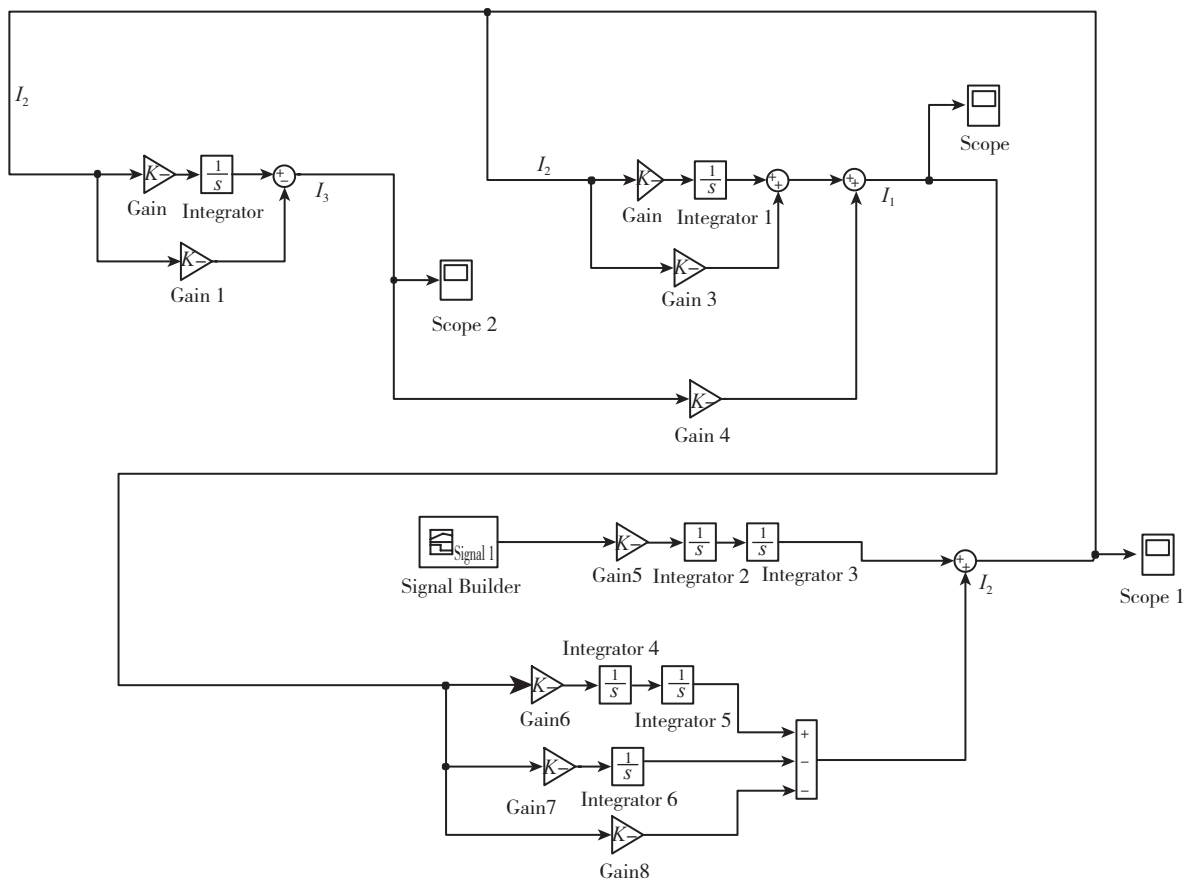 I2
Scope
K–
1/s
+
–
I3
Gain
Integrator
K–
Gain 1
Scope 2
I2
K–
1/s
+
+
+
+
I1
Gain
Integrator 1
K–
Gain 3
K–
Gain 4
Signal 1
Signal Builder
K–
Gain5
1/s
Integrator 2
1/s
Integrator 3
+
+
I2
Scope 1
Integrator 4
K–
1/s
1/s
Gain6
Integrator 5
+
–
–
K–
1/s
Gain7
Integrator 6
K–
Gain8